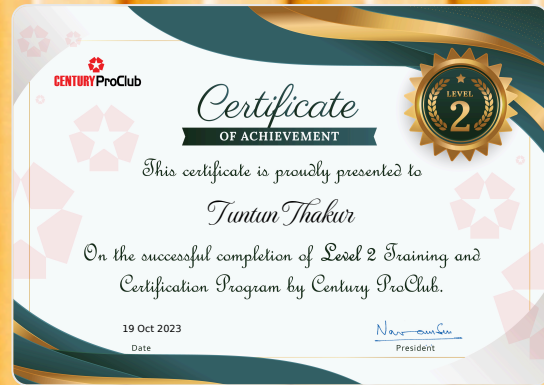 CENTURY ProClub
LEVEL
2
Certificate
OF ACHIEVEMENT
This certificate is proudly presented to
Tuntun Thakur
On the successful completion of Level 2 Training and
Certification Program by Century ProClub.
19 Oct 2023
Date
President